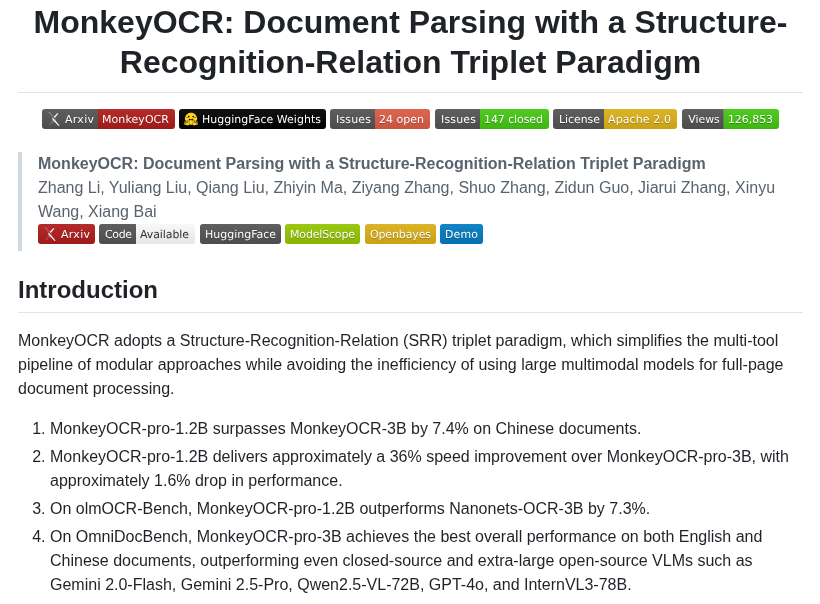 MonkeyOCR: Document Parsing with a Structure-
Recognition-Relation Triplet Paradigm
Arxiv MonkeyOCR HuggingFace Weights Issues 24 open Issues 147 closed License Apache 2.0 Views 126,853
MonkeyOCR: Document Parsing with a Structure-Recognition-Relation Triplet Paradigm
Zhang Li, Yuliang Liu, Qiang Liu, Zhiyin Ma, Ziyang Zhang, Shuo Zhang, Zidun Guo, Jiarui Zhang, Xinyu
Wang, Xiang Bai
Arxiv Code Available HuggingFace ModelScope Openbayes Demo
Introduction
MonkeyOCR adopts a Structure-Recognition-Relation (SRR) triplet paradigm, which simplifies the multi-tool
pipeline of modular approaches while avoiding the inefficiency of using large multimodal models for full-page
document processing.
1. MonkeyOCR-pro-1.2B surpasses MonkeyOCR-3B by 7.4% on Chinese documents.
2. MonkeyOCR-pro-1.2B delivers approximately a 36% speed improvement over MonkeyOCR-pro-3B, with
approximately 1.6% drop in performance.
3. On olmOCR-Bench, MonkeyOCR-pro-1.2B outperforms Nanonets-OCR-3B by 7.3%.
4. On OmniDocBench, MonkeyOCR-pro-3B achieves the best overall performance on both English and
Chinese documents, outperforming even closed-source and extra-large open-source VLMs such as
Gemini 2.0-Flash, Gemini 2.5-Pro, Qwen2.5-VL-72B, GPT-4o, and InternVL3-78B.